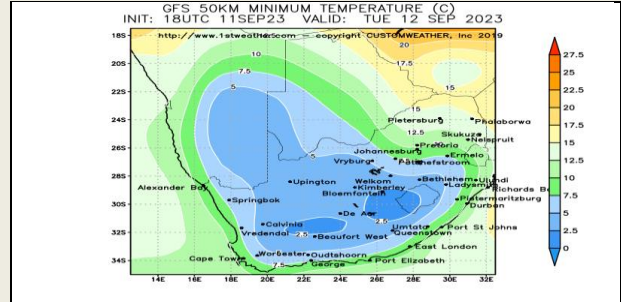 GFS 50KM MINIMUM TEMPERATURE (C)
INIT: 18UTC 11SEP23 VALID: TUE 12 SEP 2023
http://www.1stweather.com — copyright CUSTOMWEATHER, Inc 2019
18S
20S
22S
24S
26S
28S
30S
32S
34S
14E
16E
18E
20E
22E
24E
26E
28E
30E
32E
20
17.5
15
10
7.5
5
12.5
5
2.5
2.5
7.5
Pietersburg
Phalaborwa
Skukuza
Nelspruit
Pretoria
Johannesburg
Ermelo
Vryburg
Potchefstroom
Welkom
Bethlehem
Ulundi
Ladysmith
Upington
Kimberley
Richards B
Bloemfontein
Alexander Bay
Springbok
Pietermaritzburg
Durban
De Aar
Calvinia
Umtata
Port St Johns
Vredendal
Beaufort West
Queenstown
East London
Worcester
Oudtshoorn
Cape Town
George
Port Elizabeth
27.5
25
22.5
20
17.5
15
12.5
10
7.5
5
2.5
0